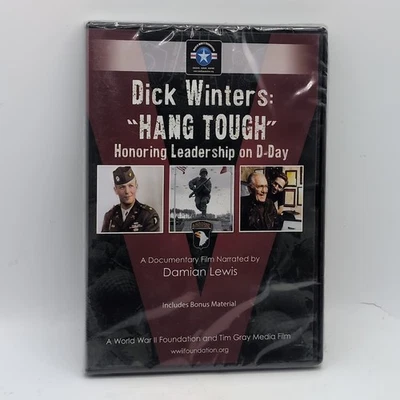 Dick Winters:
"HANG TOUGH"
Honoring Leadership on D-Day
A Documentary Film Narrated by
Damian Lewis
Includes Bonus Material
A World War II Foundation and Tim Gray Media Film
wwiifoundation.org